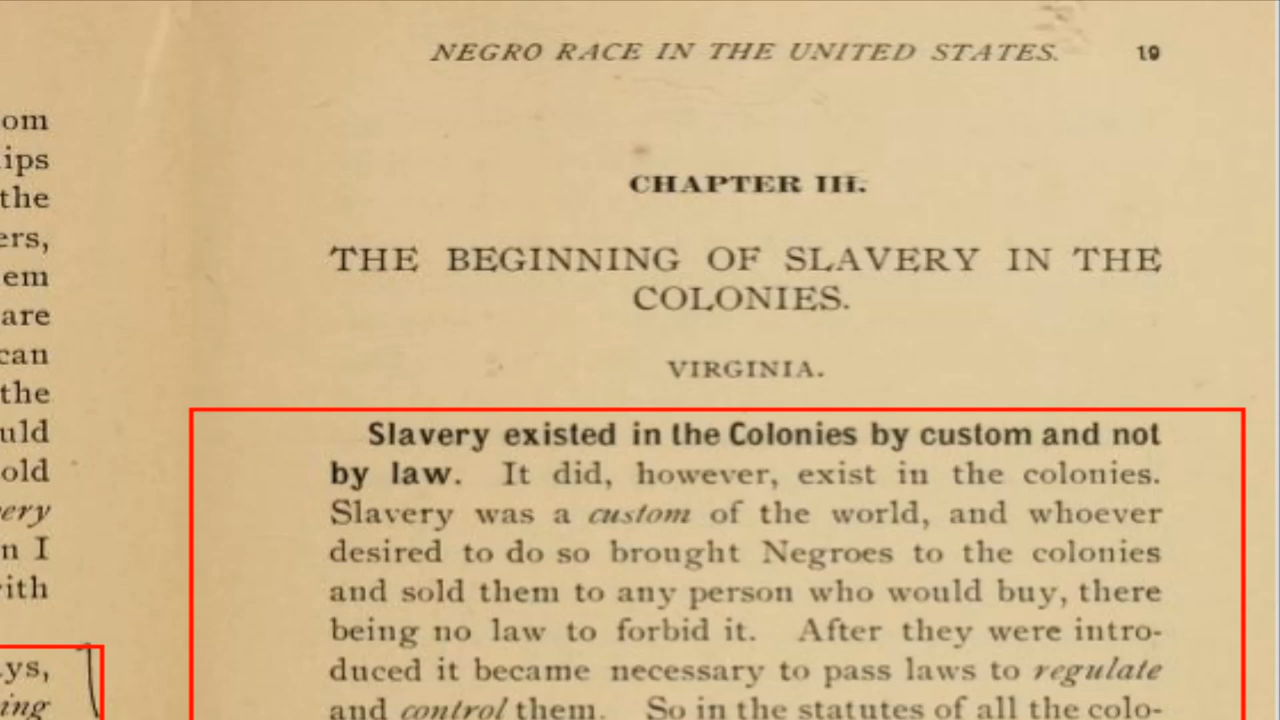 NEGRO RACE IN THE UNITED STATES. 19
om
ips
the
ers,
em
are
can
the
uld
old
ery
n I
ith
ys,
ing
CHAPTER III.
THE BEGINNING OF SLAVERY IN THE
COLONIES.
VIRGINIA.
Slavery existed in the Colonies by custom and not
by law. It did, however, exist in the colonies.
Slavery was a custom of the world, and whoever
desired to do so brought Negroes to the colonies
and sold them to any person who would buy, there
being no law to forbid it. After they were intro-
duced it became necessary to pass laws to regulate
and control them. So in the statutes of all the colo-